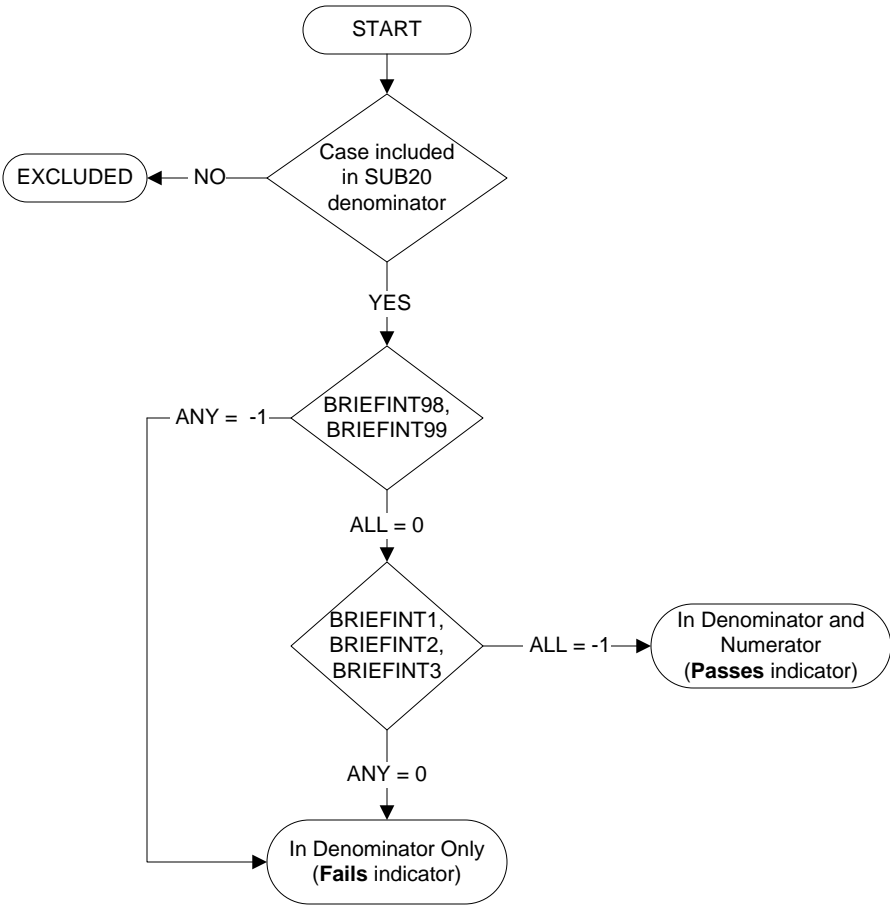 START
Case included
in SUB20
denominator
NO
EXCLUDED
YES
BRIEFINT98,
BRIEFINT99
ANY =  -1
ALL = 0
BRIEFINT1,
BRIEFINT2,
BRIEFINT3
ALL = -1
In Denominator and
Numerator
(Passes indicator)
ANY = 0
In Denominator Only
(Fails indicator)